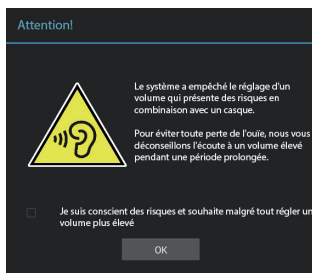 Attention!
Le système a empêché le réglage d'un
volume qui présente des risques en
combinaison avec un casque.
Pour éviter toute perte de l'ouïe, nous vous
déconseillons l'écoute à un volume élevé
pendant une période prolongée.
Je suis conscient des risques et souhaite malgré tout régler un
volume plus élevé
OK